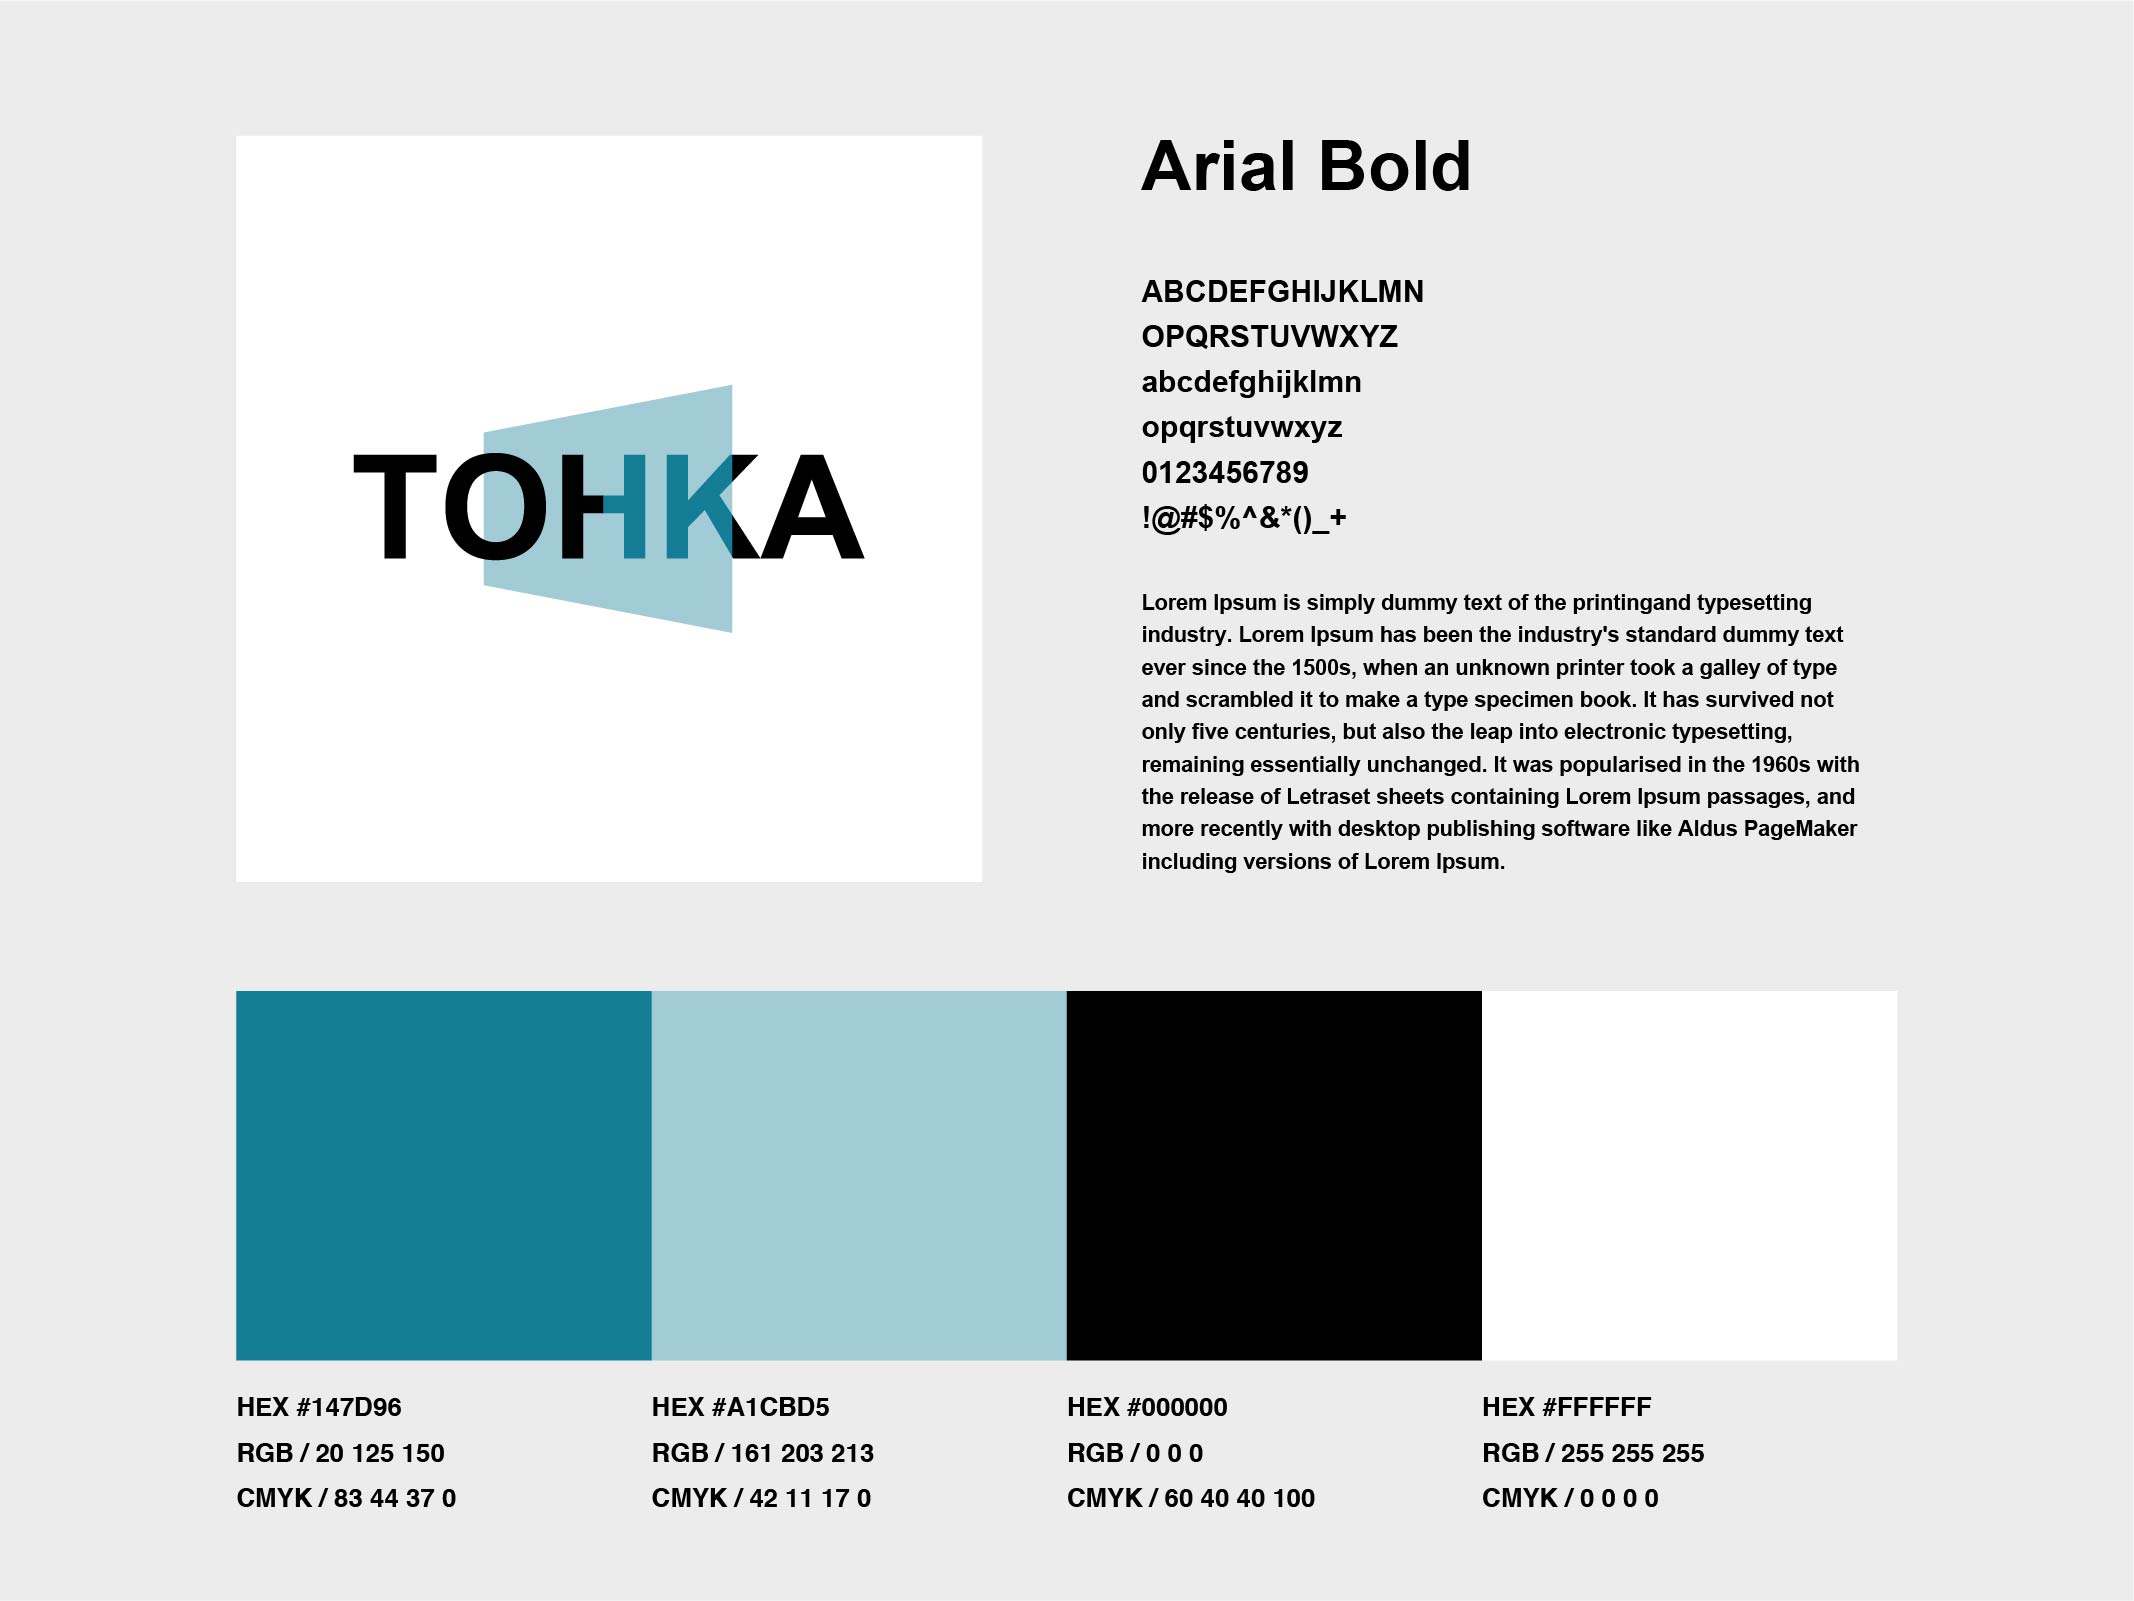 TOHKA
Arial Bold
ABCDEFGHIJKLMN
OPQRSTUVWXYZ
abcdefghijklmn
opqrstuvwxyz
0123456789
!@#$%^&*()_+
Lorem Ipsum is simply dummy text of the printingand typesetting
industry. Lorem Ipsum has been the industry's standard dummy text
ever since the 1500s, when an unknown printer took a galley of type
and scrambled it to make a type specimen book. It has survived not
only five centuries, but also the leap into electronic typesetting,
remaining essentially unchanged. It was popularised in the 1960s with
the release of Letraset sheets containing Lorem Ipsum passages, and
more recently with desktop publishing software like Aldus PageMaker
including versions of Lorem Ipsum.
HEX #147D96
RGB / 20 125 150
CMYK / 83 44 37 0
HEX #A1CBD5
RGB / 161 203 213
CMYK / 42 11 17 0
HEX #000000
RGB / 0 0 0
CMYK / 60 40 40 100
HEX #FFFFFF
RGB / 255 255 255
CMYK / 0 0 0 0